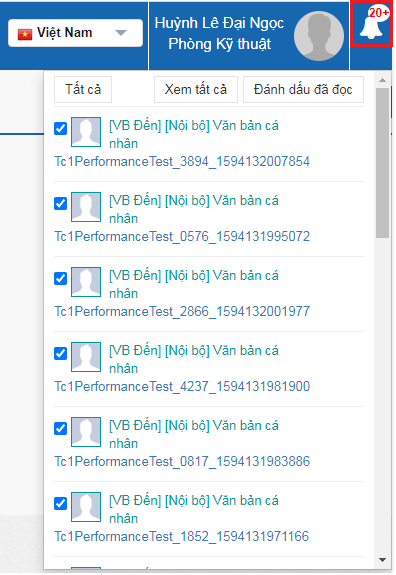 Việt Nam
Huỳnh Lê Đại Ngọc
Phòng Kỹ thuật
20+
Tất cả
Xem tất cả
Đánh dấu đã đọc
[VB Đến] [Nội bộ] Văn bản cá
nhân
Tc1PerformanceTest_3894_1594132007854
[VB Đến] [Nội bộ] Văn bản cá
nhân
Tc1PerformanceTest_0576_1594131995072
[VB Đến] [Nội bộ] Văn bản cá
nhân
Tc1PerformanceTest_2866_1594132001977
[VB Đến] [Nội bộ] Văn bản cá
nhân
Tc1PerformanceTest_4237_1594131981900
[VB Đến] [Nội bộ] Văn bản cá
nhân
Tc1PerformanceTest_0817_1594131983886
[VB Đến] [Nội bộ] Văn bản cá
nhân
Tc1PerformanceTest_1852_1594131971166